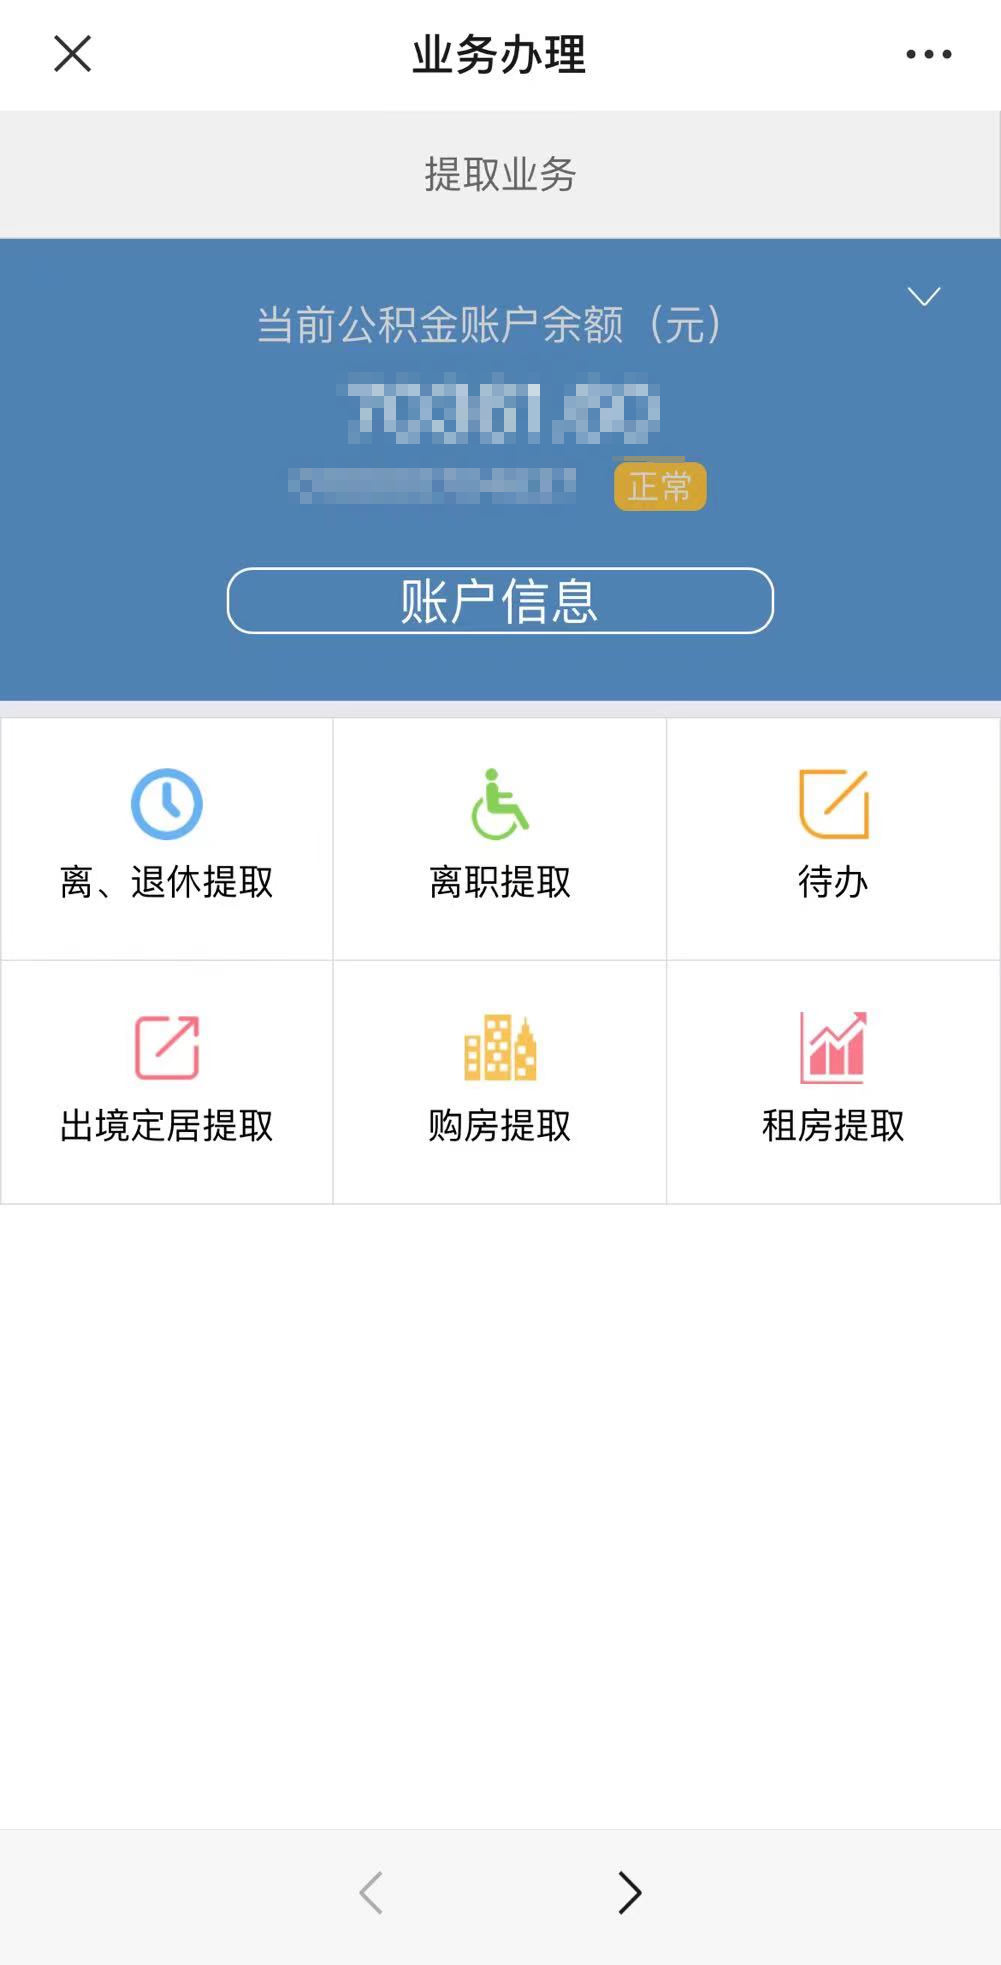 业务办理
提取业务
当前公积金账户余额（元）
正常
账户信息
离、退休提取
离职提取
待办
出境定居提取
购房提取
租房提取